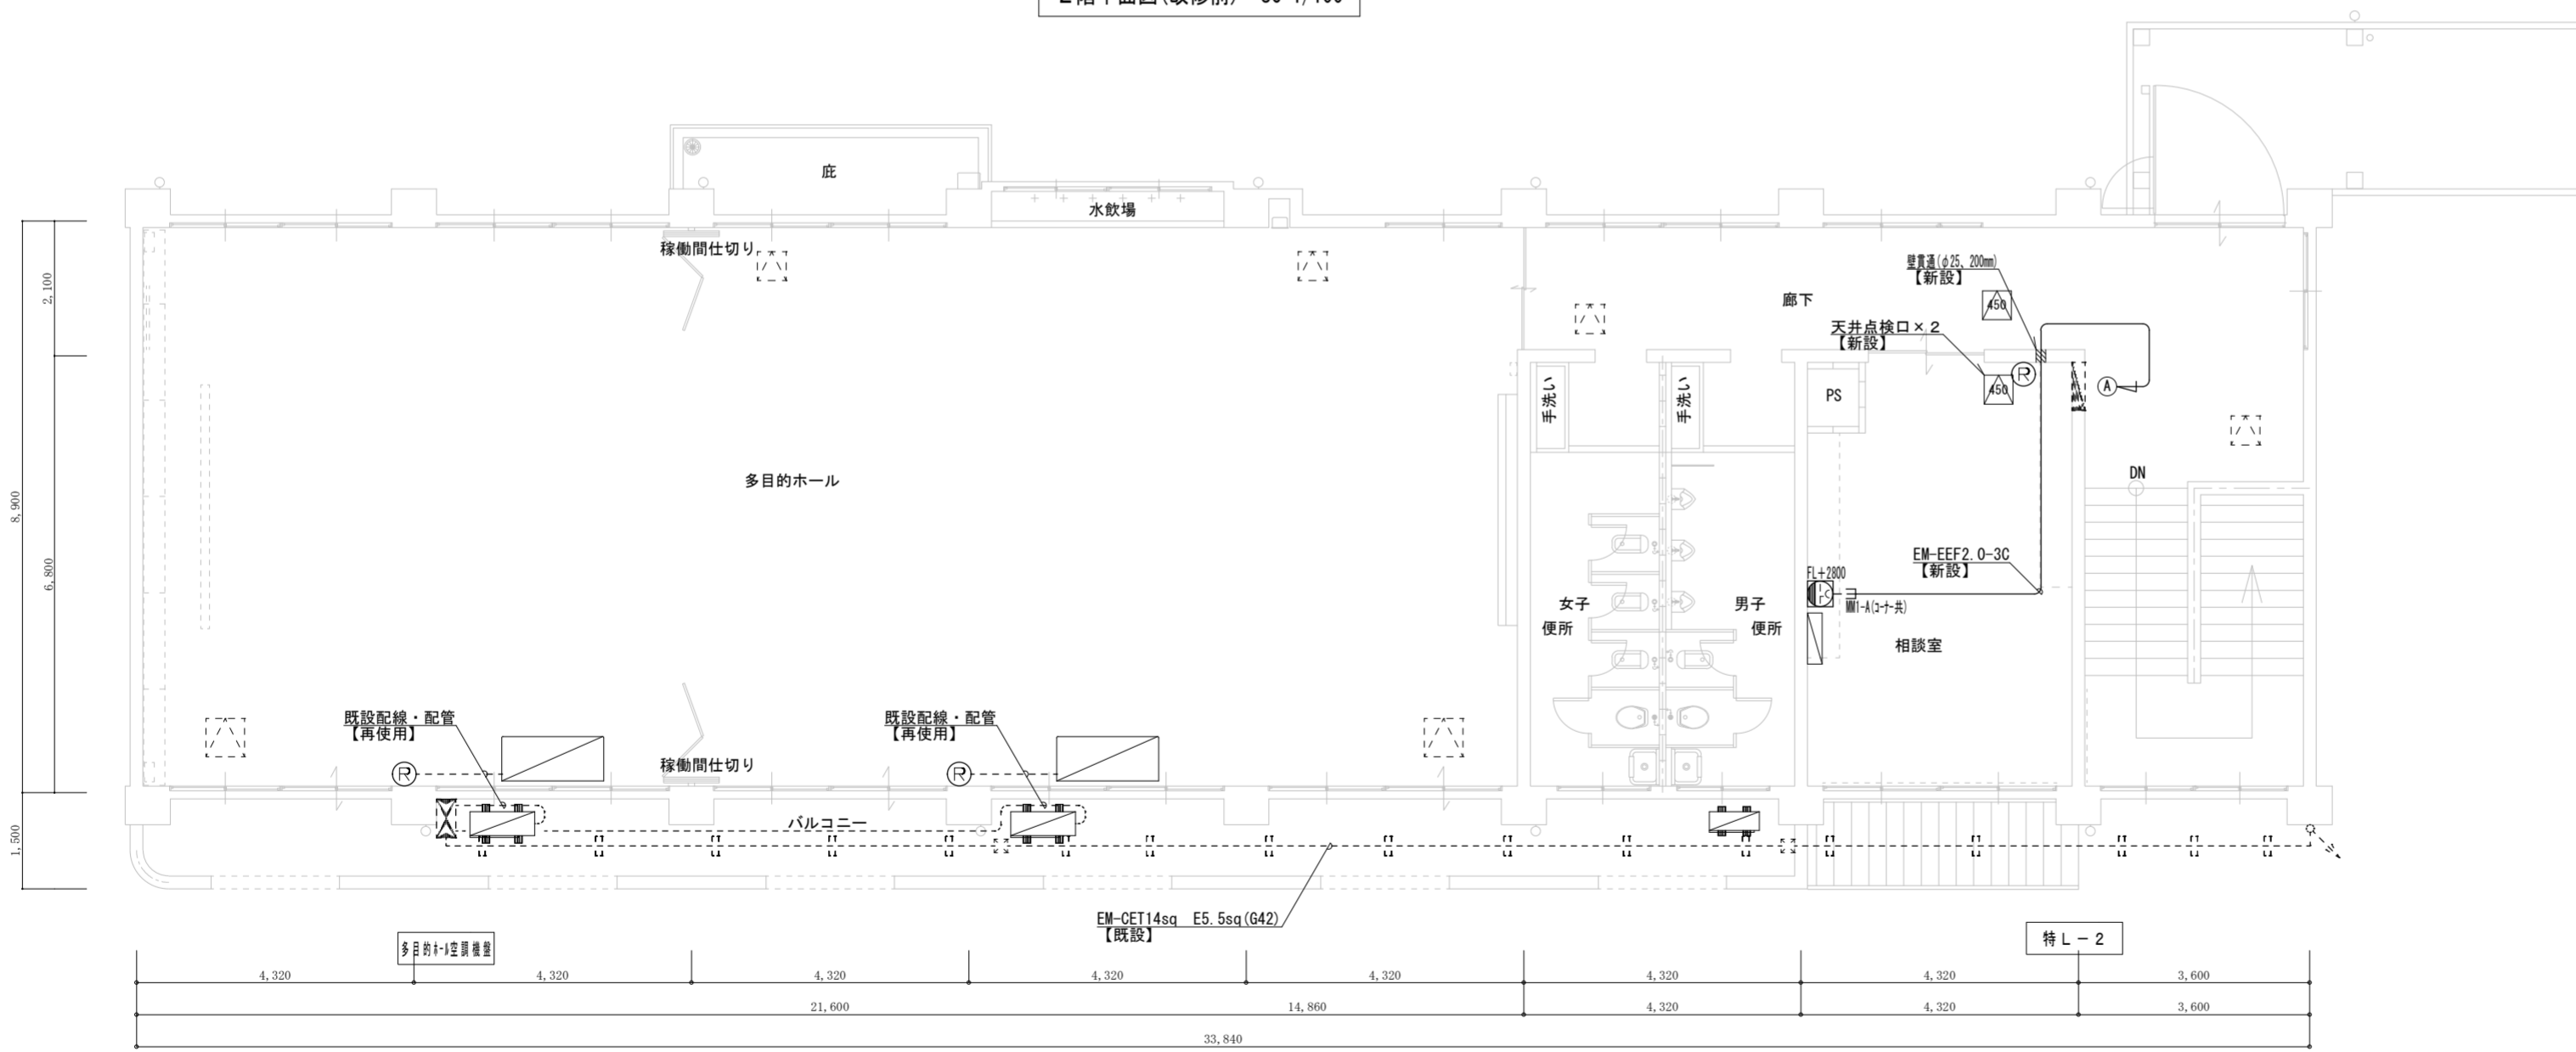 庇
水飲場
稼働間仕切り
壁貫通(φ25、200㎜)
【新設】
廊下
450
天井点検口×2
【新設】
R
450
A
手洗い
手洗い
PS
2,100
8,900
6,800
1,500
多目的ホール
DN
EM-EEF2.0-3C
【新設】
FL+2800
MM1-A(コーナー共)
女子
便所
男子
便所
相談室
既設配線・配管
【再使用】
既設配線・配管
【再使用】
稼働間仕切り
R
R
バルコニー
EM-CET14sq E5.5sq(G42)
【既設】
多目的ホール空調機盤
特L-2
4,320 4,320 4,320 4,320 4,320 4,320 4,320 3,600
21,600 14,860 4,320 4,320 3,600
33,840